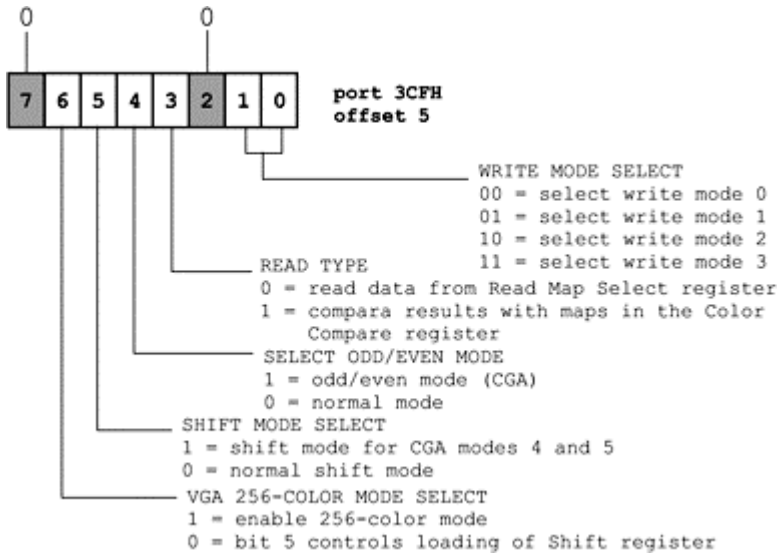 0 0
7 6 5 4 3 2 1 0
port 3CFH
offset 5
WRITE MODE SELECT
00 = select write mode 0
01 = select write mode 1
10 = select write mode 2
11 = select write mode 3
READ TYPE
0 = read data from Read Map Select register
1 = compara results with maps in the Color
Compare register
SELECT ODD/EVEN MODE
1 = odd/even mode (CGA)
0 = normal mode
SHIFT MODE SELECT
1 = shift mode for CGA modes 4 and 5
0 = normal shift mode
VGA 256-COLOR MODE SELECT
1 = enable 256-color mode
0 = bit 5 controls loading of Shift register